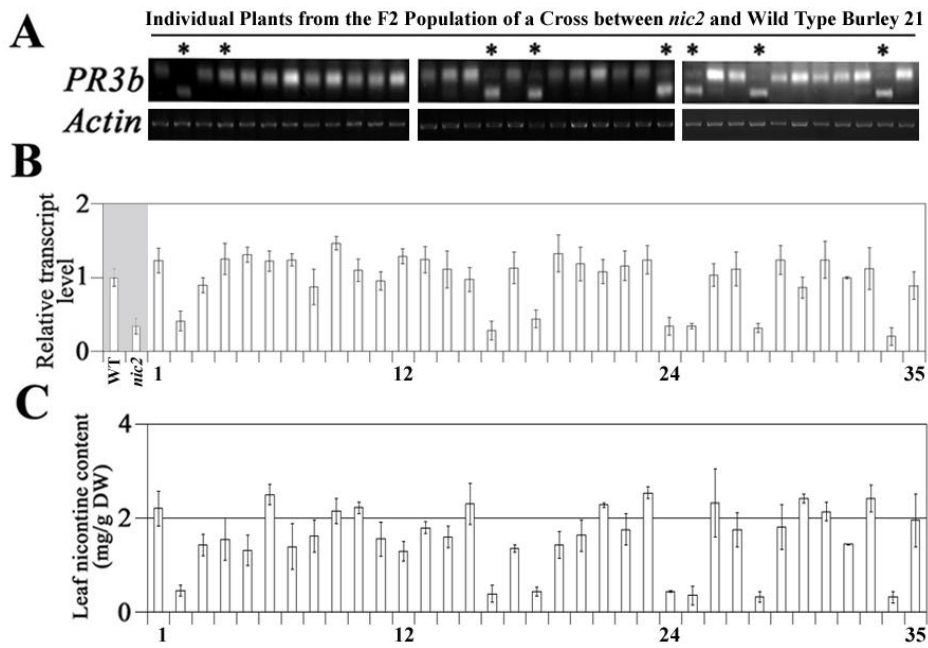 Individual Plants from the F2 Population of a Cross between nic2 and Wild Type Burley 21
A
* * * * * * * *
PR3b
Actin
B
Relative transcript
level
2
1
0
WT
nic2
1 12 24 35
C
Leaf nicontine content
(mg/g DW)
4
2
0
1 12 24 35